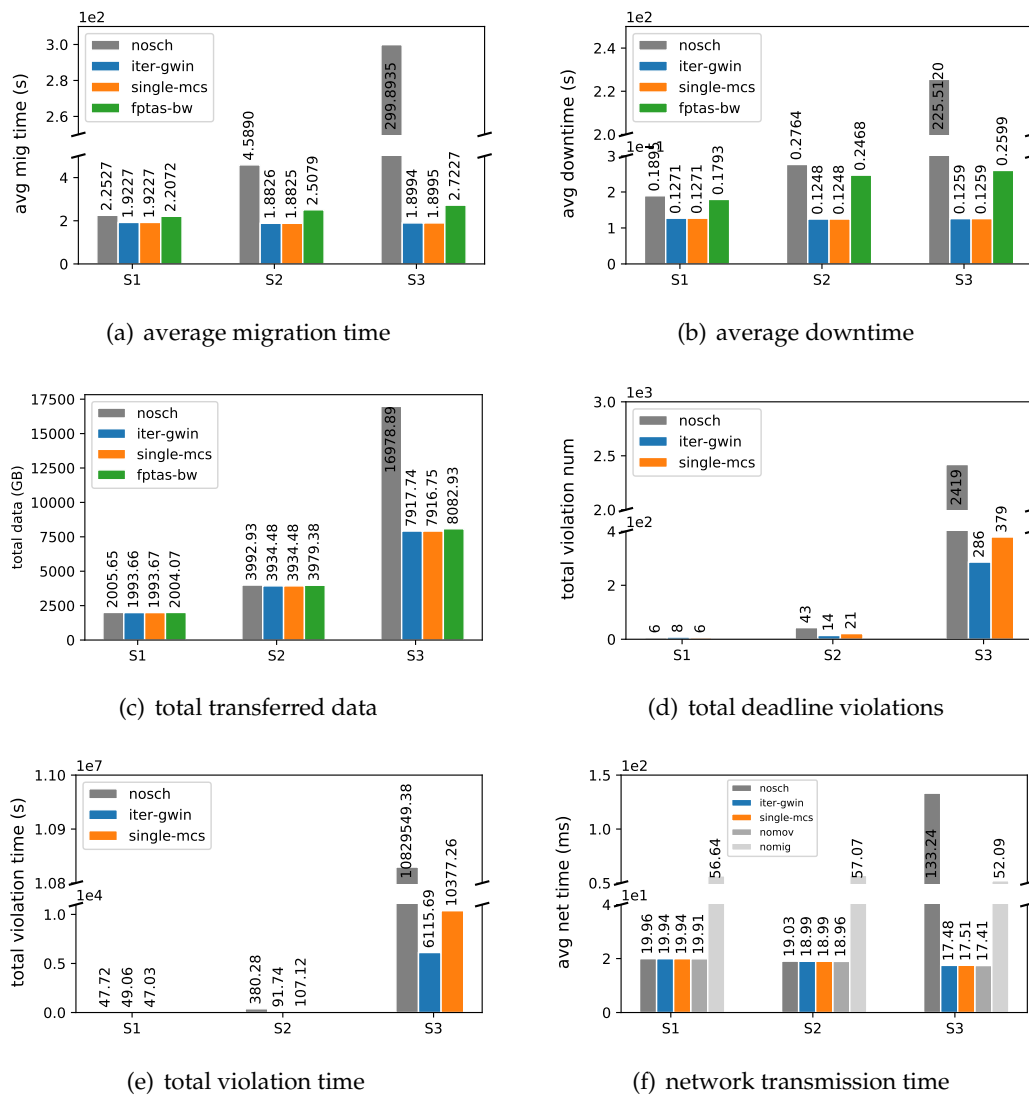 1e2
avg mig time (s)
3.0
2.8
2.6
4
2
0
nosch
iter-gwin
single-mcs
fptas-bw
2.2527
1.9227
1.9227
2.2072
4.5890
1.8826
1.8825
2.5079
299.8935
1.8994
1.8995
2.7227
S1
S2
S3
(a) average migration time
1e2
avg downtime (s)
2.4
2.2
2.0
1e-1
3
2
1
0
nosch
iter-gwin
single-mcs
fptas-bw
0.1895
0.1271
0.1271
0.1793
0.2764
0.1248
0.1248
0.2468
225.5120
0.1259
0.1259
0.2599
S1
S2
S3
(b) average downtime
total data (GB)
17500
15000
12500
10000
7500
5000
2500
0
nosch
iter-gwin
single-mcs
fptas-bw
2005.65
1993.66
1993.67
2004.07
3992.93
3934.48
3934.48
3979.38
16978.89
7917.74
7916.75
8082.93
S1
S2
S3
(c) total transferred data
1e3
total violation num
3.0
2.5
2.0
1e2
4
2
0
nosch
iter-gwin
single-mcs
6
8
6
43
14
21
2419
286
379
S1
S2
S3
(d) total deadline violations
1e7
total violation time (s)
1.10
1.09
1.08
1e4
1.0
0.5
0.0
nosch
iter-gwin
single-mcs
47.72
49.06
47.03
380.28
91.74
107.12
10829549.38
6115.69
10377.26
S1
S2
S3
(e) total violation time
1e2
avg net time (ms)
1.5
1.0
0.5
1e1
4
2
0
nosch
iter-gwin
single-mcs
nomov
nomig
19.96
19.94
19.94
19.91
56.64
19.03
18.99
18.99
18.96
57.07
133.24
17.48
17.51
17.41
52.09
S1
S2
S3
(f) network transmission time